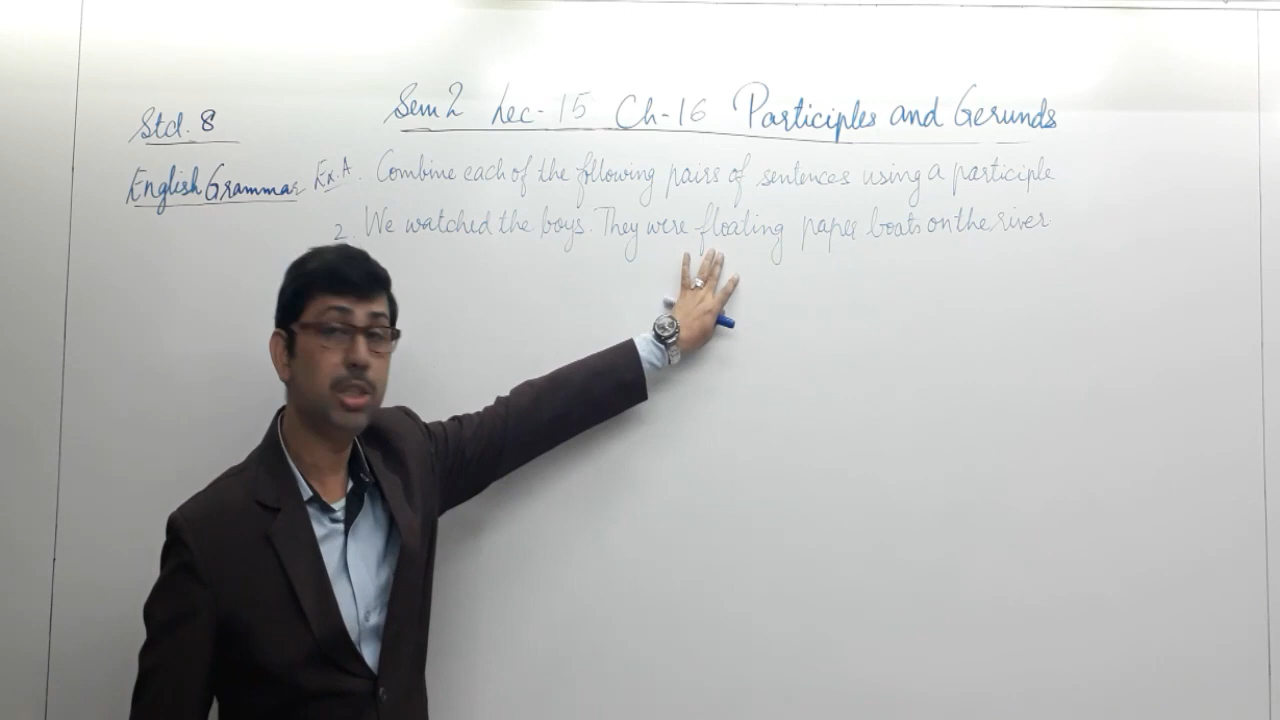 Sem 2 Lec-15 Ch-16 Participles and Gerunds
Std. 8
English Grammar
Ex. A. Combine each of the following pairs of sentences using a participle
2. We watched the boys. They were floating paper boats on the river